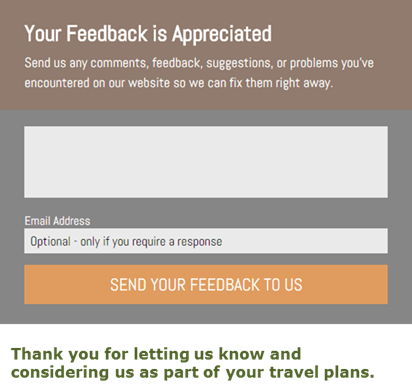 Your Feedback is Appreciated
Send us any comments, feedback, suggestions, or problems you've
encountered on our website so we can fix them right away.
Email Address
Optional - only if you require a response
SEND YOUR FEEDBACK TO US
Thank you for letting us know and
considering us as part of your travel plans.